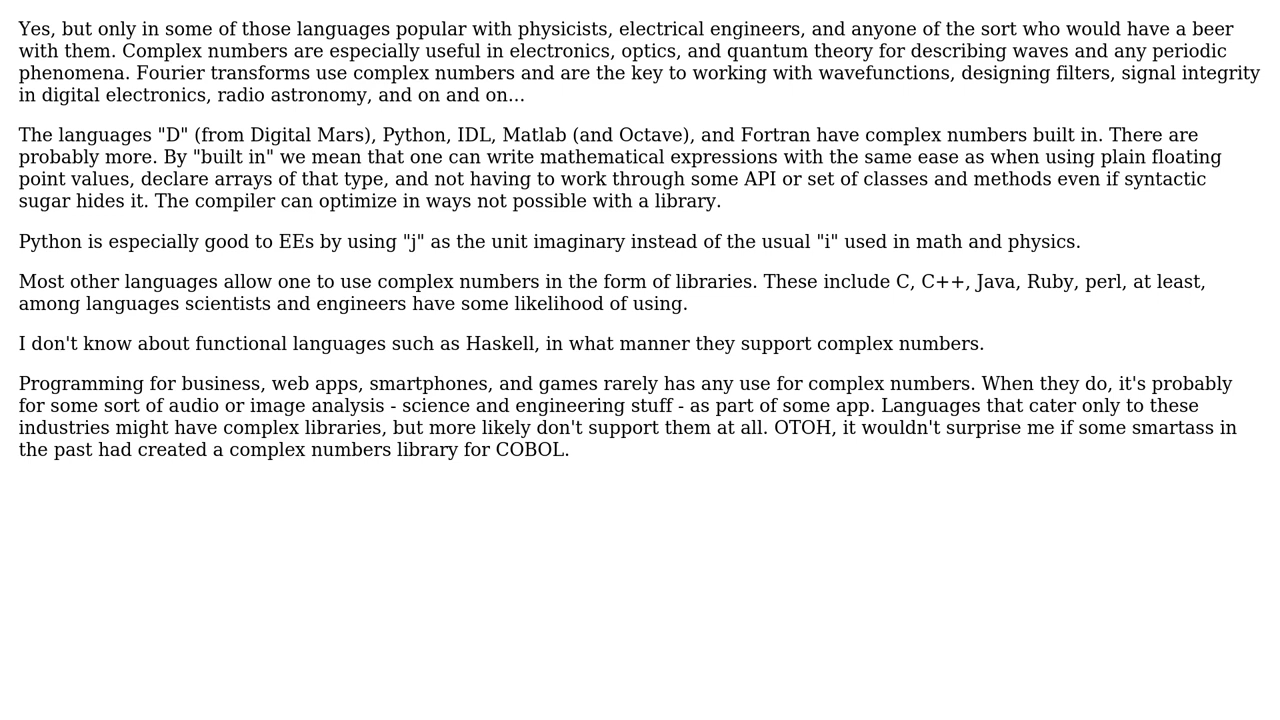 Yes, but only in some of those languages popular with physicists, electrical engineers, and anyone of the sort who would have a beer
with them. Complex numbers are especially useful in electronics, optics, and quantum theory for describing waves and any periodic
phenomena. Fourier transforms use complex numbers and are the key to working with wavefunctions, designing filters, signal integrity
in digital electronics, radio astronomy, and on and on...
The languages "D" (from Digital Mars), Python, IDL, Matlab (and Octave), and Fortran have complex numbers built in. There are
probably more. By "built in" we mean that one can write mathematical expressions with the same ease as when using plain floating
point values, declare arrays of that type, and not having to work through some API or set of classes and methods even if syntactic
sugar hides it. The compiler can optimize in ways not possible with a library.
Python is especially good to EEs by using "j" as the unit imaginary instead of the usual "i" used in math and physics.
Most other languages allow one to use complex numbers in the form of libraries. These include C, C++, Java, Ruby, perl, at least,
among languages scientists and engineers have some likelihood of using.
I don't know about functional languages such as Haskell, in what manner they support complex numbers.
Programming for business, web apps, smartphones, and games rarely has any use for complex numbers. When they do, it's probably
for some sort of audio or image analysis - science and engineering stuff - as part of some app. Languages that cater only to these
industries might have complex libraries, but more likely don't support them at all. OTOH, it wouldn't surprise me if some smartass in
the past had created a complex numbers library for COBOL.